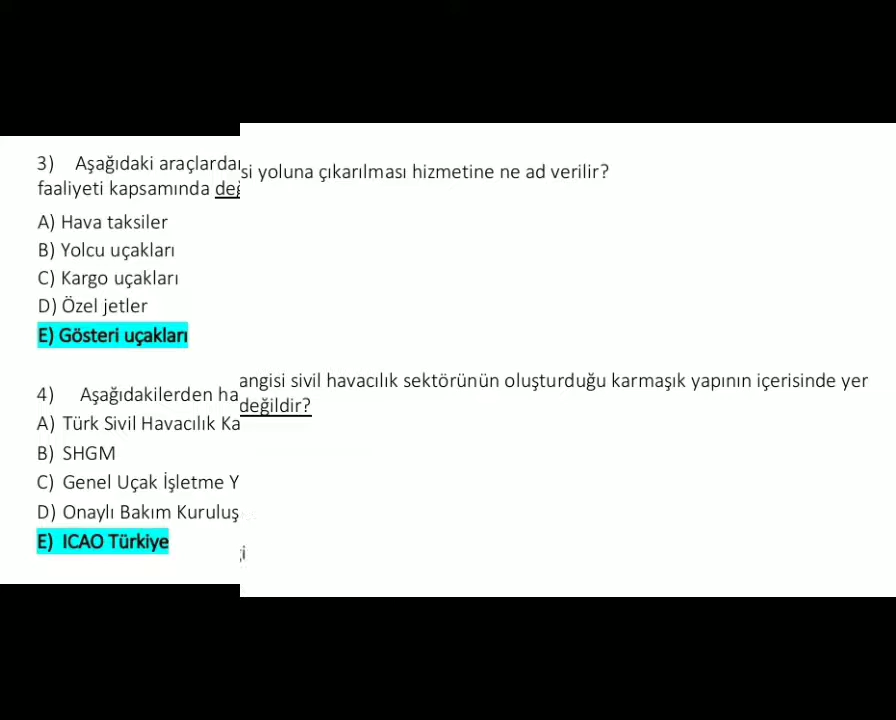 3) Aşağıdaki
si yoluna çıkarılması hizmetine ne ad verilir?
faaliyeti kapsamında
A) Hava taksiler
B) Yolcu uçakları
C) Kargo uçakları
D) Özel jetler
E) Gösteri uçakları
4) Aşağıdakilerden
angisi sivil havacılık sektörünün oluşturduğu karmaşık yapının içerisinde yer
değildir?
A) Türk Sivil Havacılık
B) SHGM
C) Genel Uçak İşletme
D) Onaylı Bakım
E) ICAO Türkiye